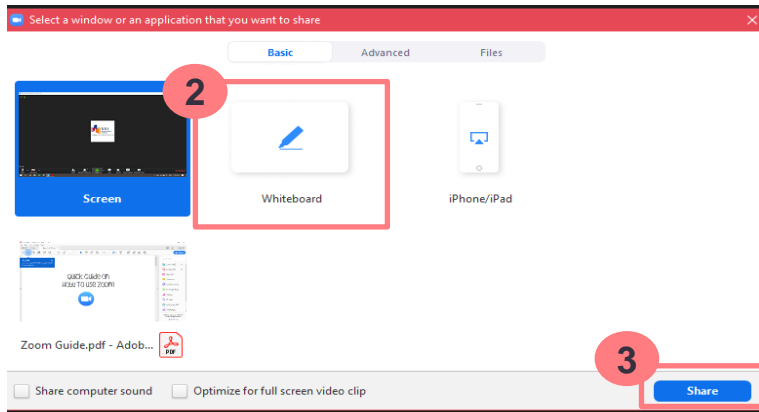 Select a window or an application that you want to share
Basic Advanced Files
2
Screen Whiteboard iPhone/iPad
QUICK GUIDE ON
HOW TO USE ZOOM
Zoom Guide.pdf - Adob...
PDF
3
Share computer sound Optimize for full screen video clip Share